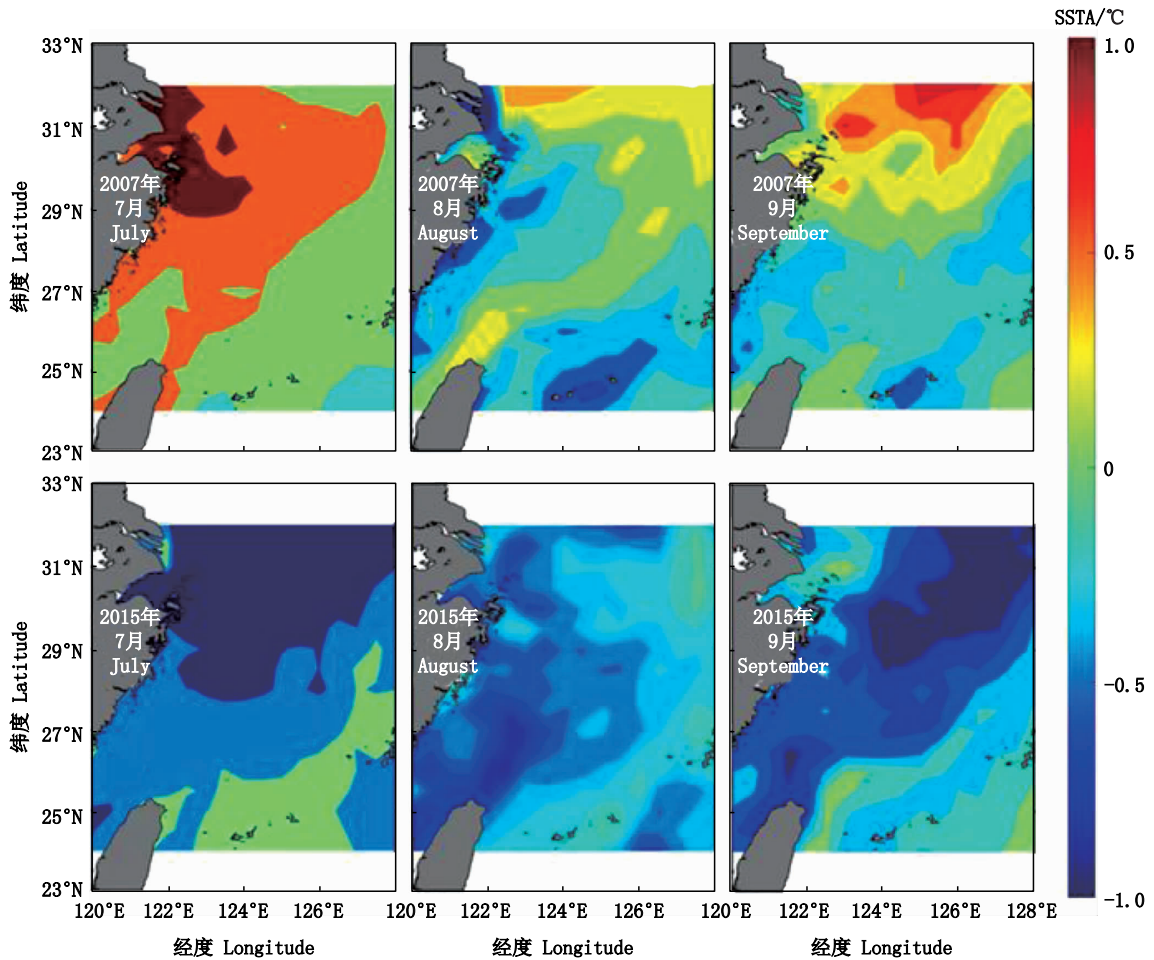 SSTA/℃
33°N
31°N
29°N
27°N
25°N
23°N
纬度 Latitude
2007年
7月
July
2007年
8月
August
2007年
9月
September
1.0
0.5
0
-0.5
-1.0
33°N
31°N
29°N
27°N
25°N
23°N
纬度 Latitude
2015年
7月
July
2015年
8月
August
2015年
9月
September
120°E 122°E 124°E 126°E
120°E 122°E 124°E 126°E
120°E 122°E 124°E 126°E 128°E
经度 Longitude
经度 Longitude
经度 Longitude